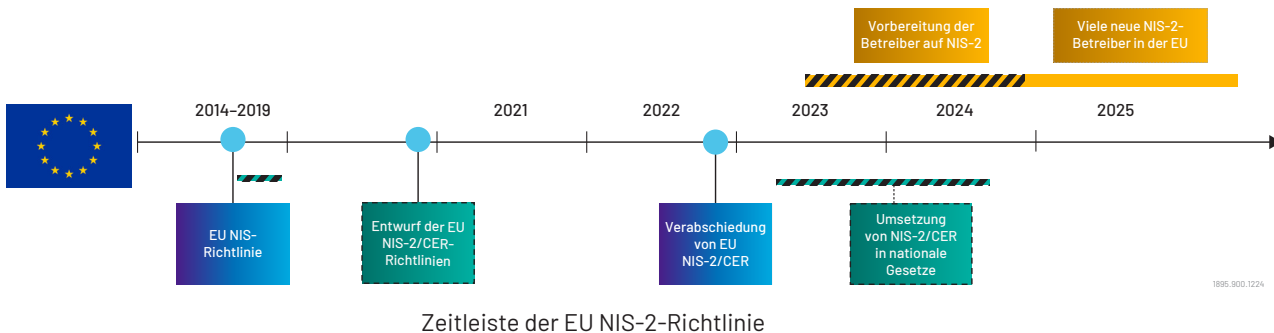 Vorbereitung der
Betreiber auf NIS-2
Viele neue NIS-2-
Betreiber in der EU
2014–2019
2021
2022
2023
2024
2025
EU NIS-
Richtlinie
Entwurf der EU
NIS-2/CER-
Richtlinien
Verabschiedung
von EU
NIS-2/CER
Umsetzung
von NIS-2/CER
in nationale
Gesetze
1895.900.1224
Zeitleiste der EU NIS-2-Richtlinie